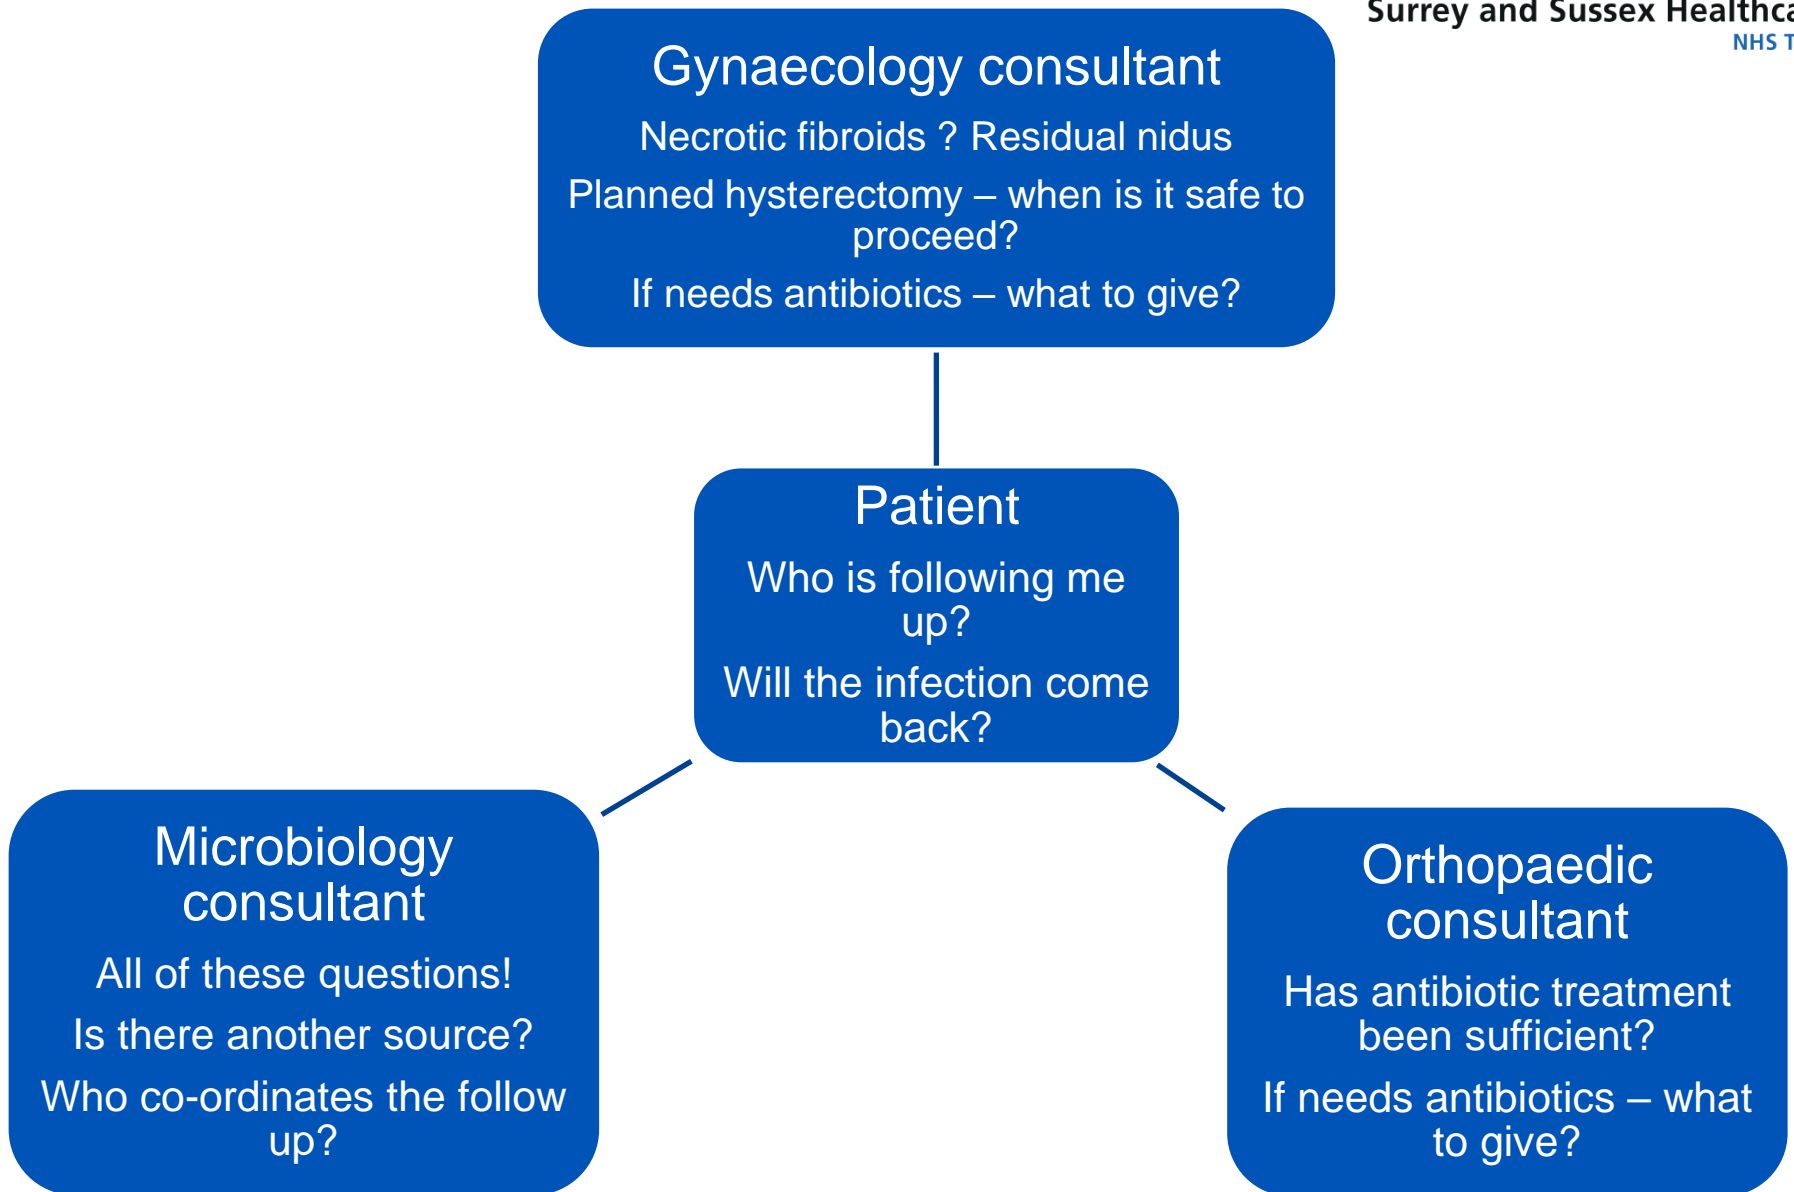 Surrey and Sussex Healthca
NHS T
Gynaecology consultant
Necrotic fibroids ? Residual nidus
Planned hysterectomy – when is it safe to
proceed?
If needs antibiotics – what to give?
Patient
Who is following me
up?
Will the infection come
back?
Microbiology
consultant
All of these questions!
Is there another source?
Who co-ordinates the follow
up?
Orthopaedic
consultant
Has antibiotic treatment
been sufficient?
If needs antibiotics – what
to give?